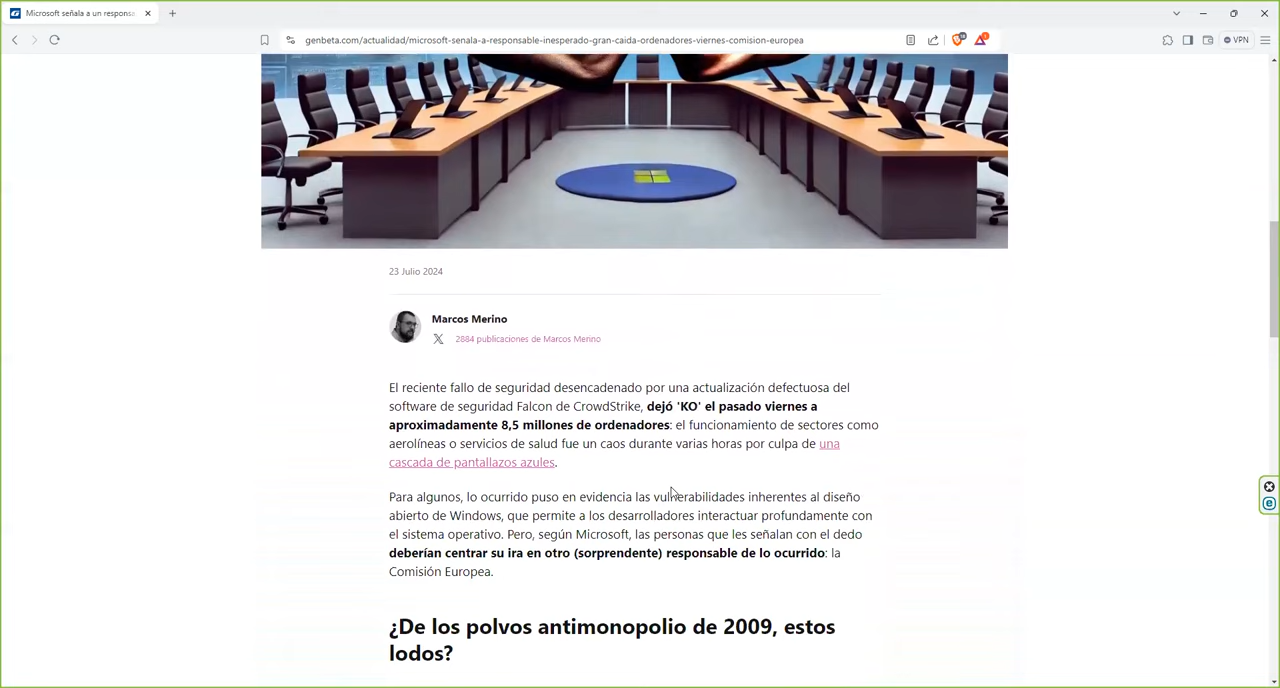 Microsoft señala a un responsa
genbeta.com/actualidad/microsoft-senala-a-responsable-inesperado-gran-caida-ordenadores-viernes-comision-europea
VPN
23 Julio 2024
Marcos Merino
2884 publicaciones de Marcos Merino
El reciente fallo de seguridad desencadenado por una actualización defectuosa del
software de seguridad Falcon de CrowdStrike, dejó 'KO' el pasado viernes a
aproximadamente 8,5 millones de ordenadores: el funcionamiento de sectores como
aerolíneas o servicios de salud fue un caos durante varias horas por culpa de una
cascada de pantallazos azules.
Para algunos, lo ocurrido puso en evidencia las vulnerabilidades inherentes al diseño
abierto de Windows, que permite a los desarrolladores interactuar profundamente con
el sistema operativo. Pero, según Microsoft, las personas que les señalan con el dedo
deberían centrar su ira en otro (sorprendente) responsable de lo ocurrido: la
Comisión Europea.
¿De los polvos antimonopolio de 2009, estos
lodos?